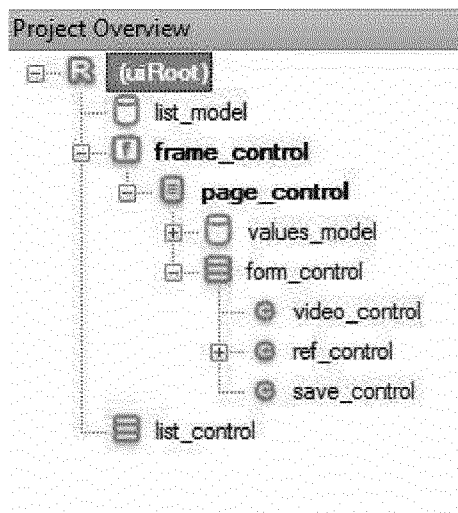 Project Overview
R (uiRoot)
list_model
f frame_control
page_control
values_model
form_control
video_control
ref_control
save_control
list_control